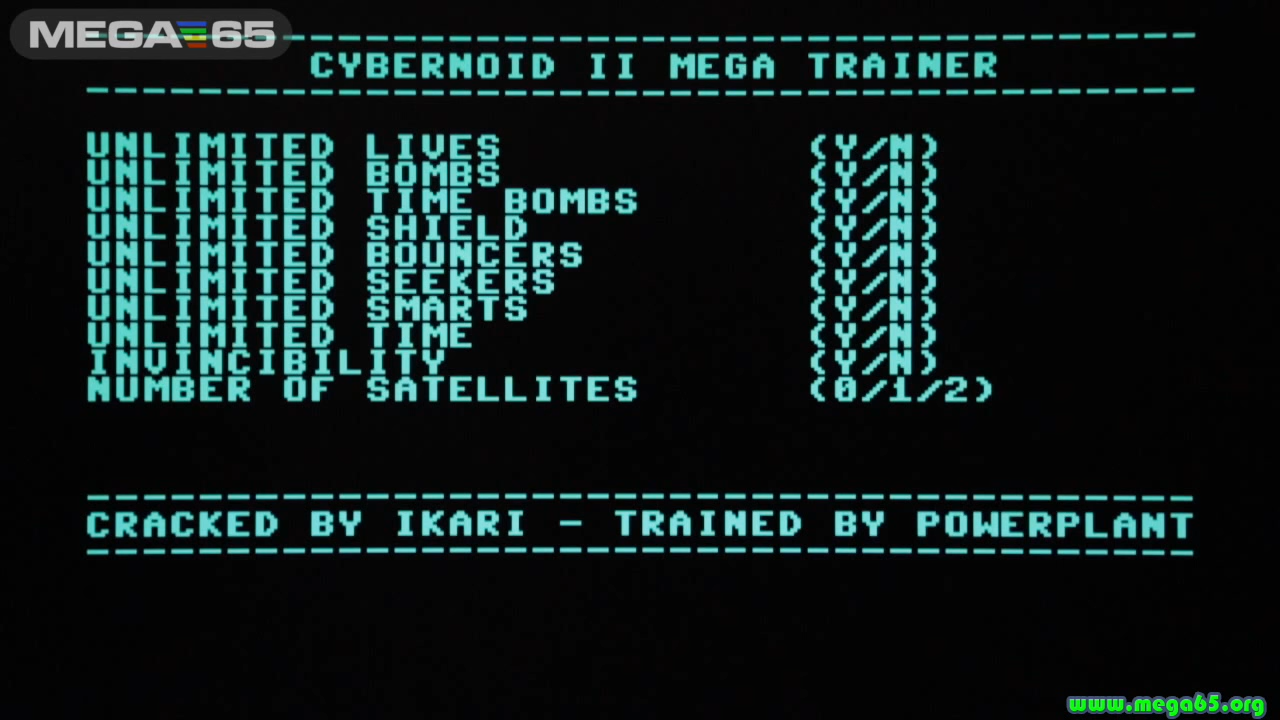 MEGA65
CYBERNOID II MEGA TRAINER
UNLIMITED LIVES (Y/N)
UNLIMITED BOMBS (Y/N)
UNLIMITED TIME BOMBS (Y/N)
UNLIMITED SHIELD (Y/N)
UNLIMITED BOUNCERS (Y/N)
UNLIMITED SEEKERS (Y/N)
UNLIMITED SMARTS (Y/N)
UNLIMITED TIME (Y/N)
INVINCIBILITY (Y/N)
NUMBER OF SATELLITES (0/1/2)
CRACKED BY IKARI - TRAINED BY POWERPLANT
www.mega65.org